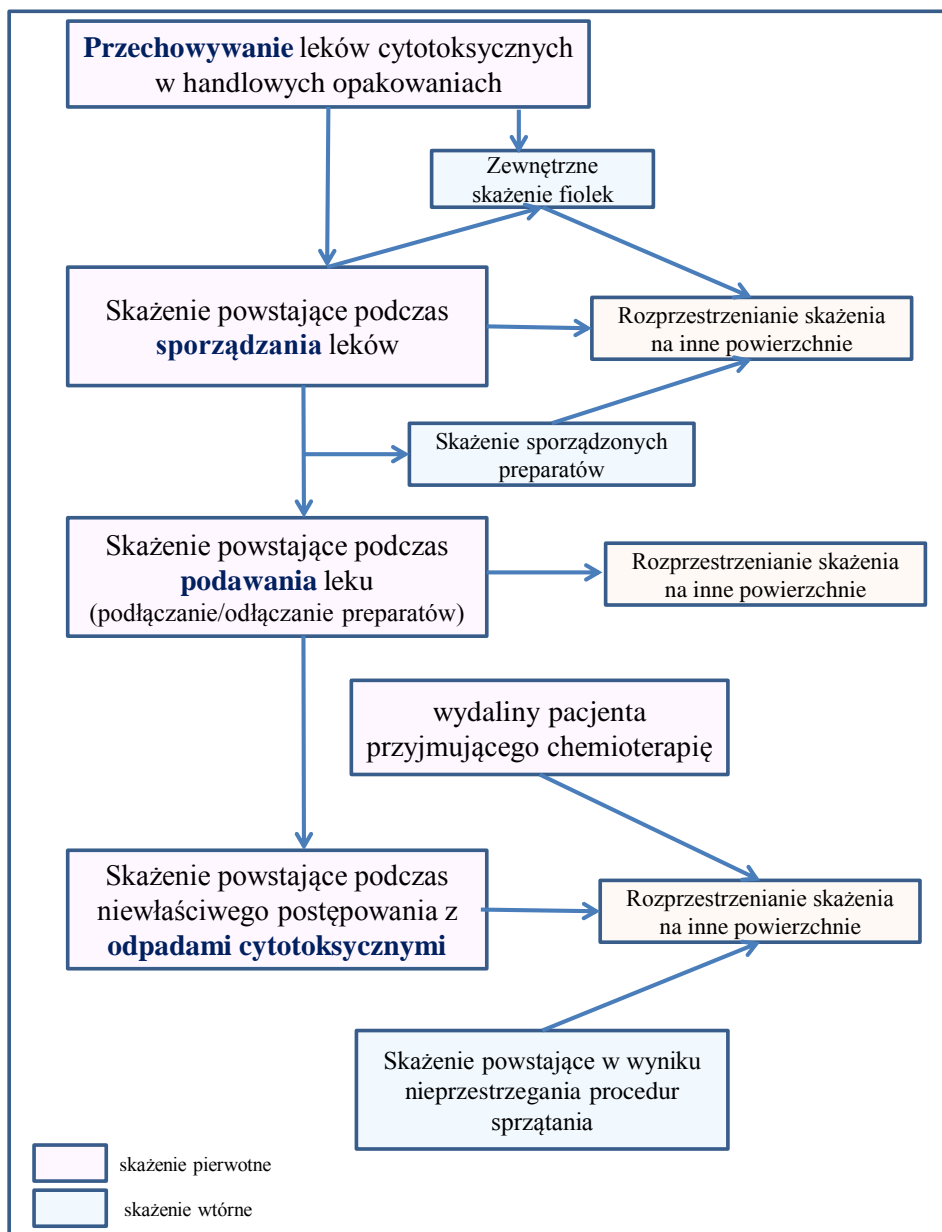 Przechowywanie leków cytotoksycznych
w handlowych opakowaniach
Zewnętrzne
skażenie fiolek
Skażenie powstające podczas
sporządzania leków
Rozprzestrzenianie skażenia
na inne powierzchnie
Skażenie sporządzonych
preparatów
Skażenie powstające podczas
podawania leku
(podłączanie/odłączanie preparatów)
Rozprzestrzenianie skażenia
na inne powierzchnie
wydaliny pacjenta
przyjmującego chemioterapię
Skażenie powstające podczas
niewłaściwego postępowania z
odpadami cytotoksycznymi
Rozprzestrzenianie skażenia
na inne powierzchnie
Skażenie powstające w wyniku
nieprzestrzegania procedur
sprzątania
skażenie pierwotne
skażenie wtórne